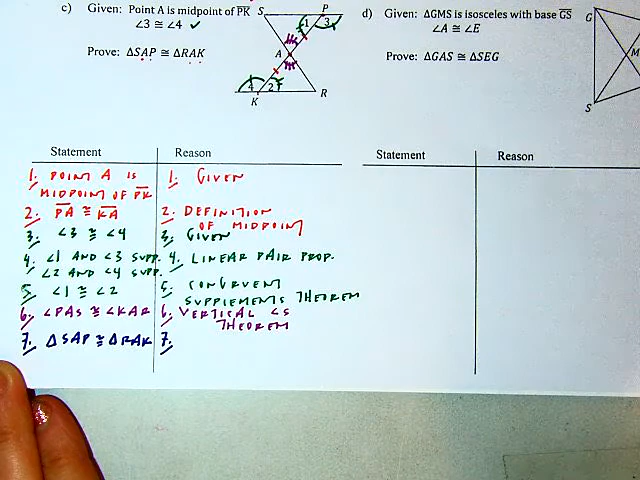 c) Given: Point A is midpoint of PK
∠3 ≅ ∠4 ✓
Prove: ΔSAP ≅ ΔRAK
S
P
1
3
A
4
2
K
R
d) Given: ΔGMS is isosceles with base GS
∠A ≅ ∠E
Prove: ΔGAS ≅ ΔSEG
G
M
S
Statement Reason
1. POINT A IS
MIDPOINT OF PK
1. GIVEN
2. PA ≅ KA
2. DEFINITION
OF MIDPOINT
3. ∠3 ≅ ∠4
3. GIVEN
4. ∠1 AND ∠3 SUPP.
∠2 AND ∠4 SUPP.
4. LINEAR PAIR PROP.
5. ∠1 ≅ ∠2
5. CONGRUENT
SUPPLEMENTS THEOREM
6. ∠PAS ≅ ∠KAR
6. VERTICAL ∠S
THEOREM
7. ΔSAP ≅ ΔRAK
7.
Statement Reason